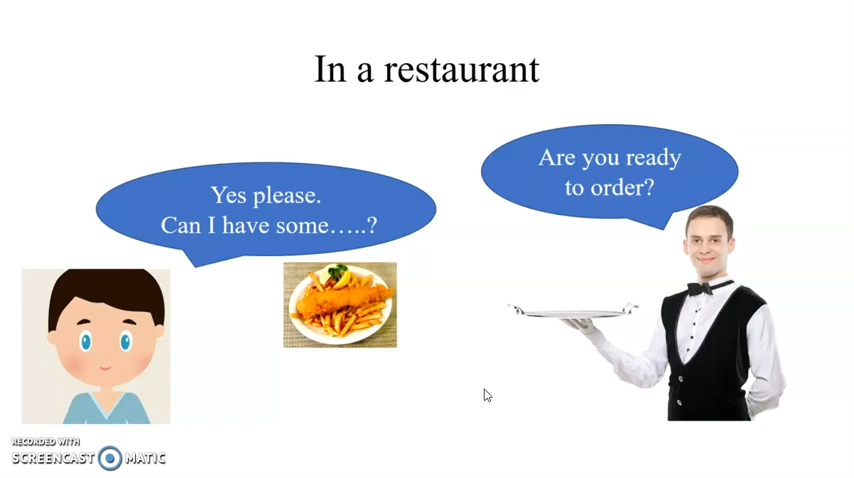 In a restaurant
Are you ready
to order?
Yes please.
Can I have some…..?
RECORDED WITH
SCREENCAST MATIC